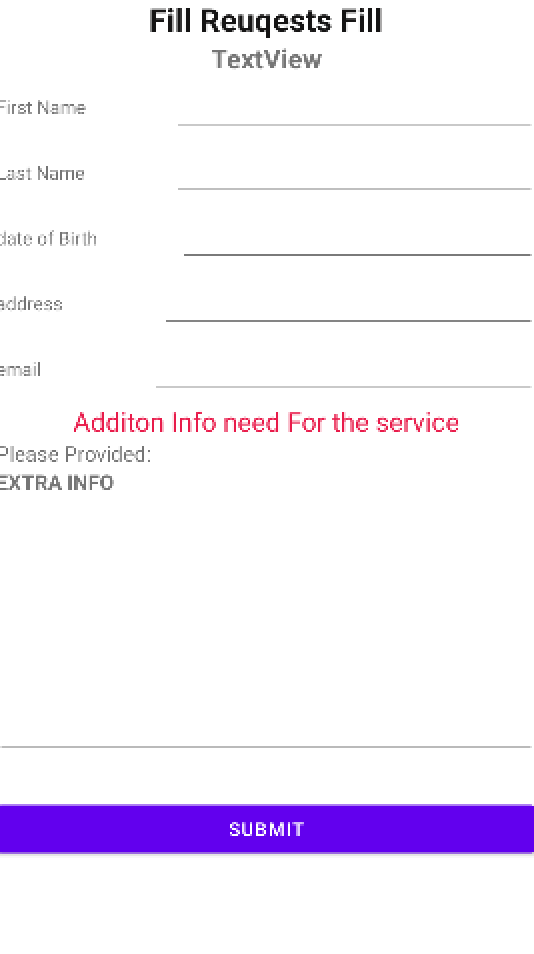 Fill Reuqests Fill
TextView
First Name
Last Name
date of Birth
address
email
Additon Info need For the service
Please Provided:
EXTRA INFO
SUBMIT